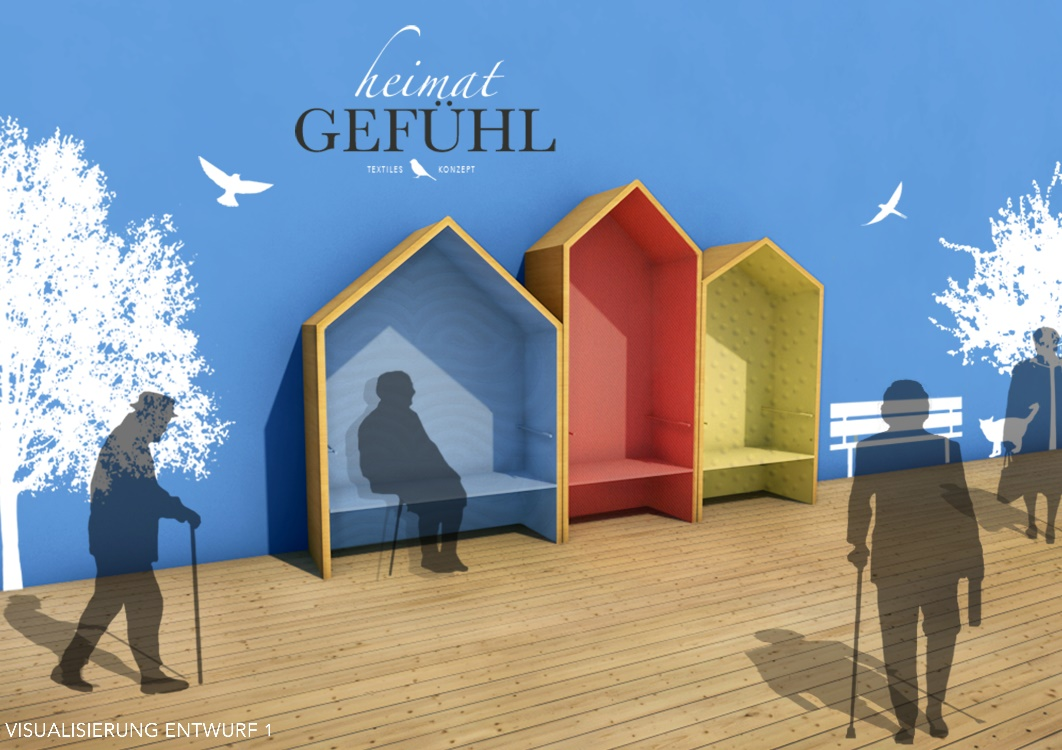 heimat
GEFÜHL
TEXTILES KONZEPT
VISUALISIERUNG ENTWURF 1